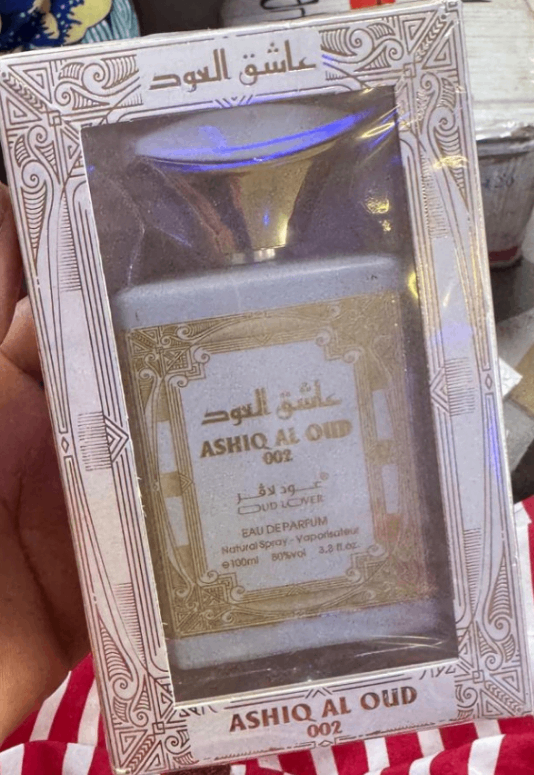 عاشق العود
عاشق العود
ASHIQ AL OUD
002
عود لافر®
OUD LOVER
EAU DE PARFUM
Natural Spray - Vaporisateur
e 100ml 80%vol 3.3 fl.oz.
ASHIQ AL OUD
002